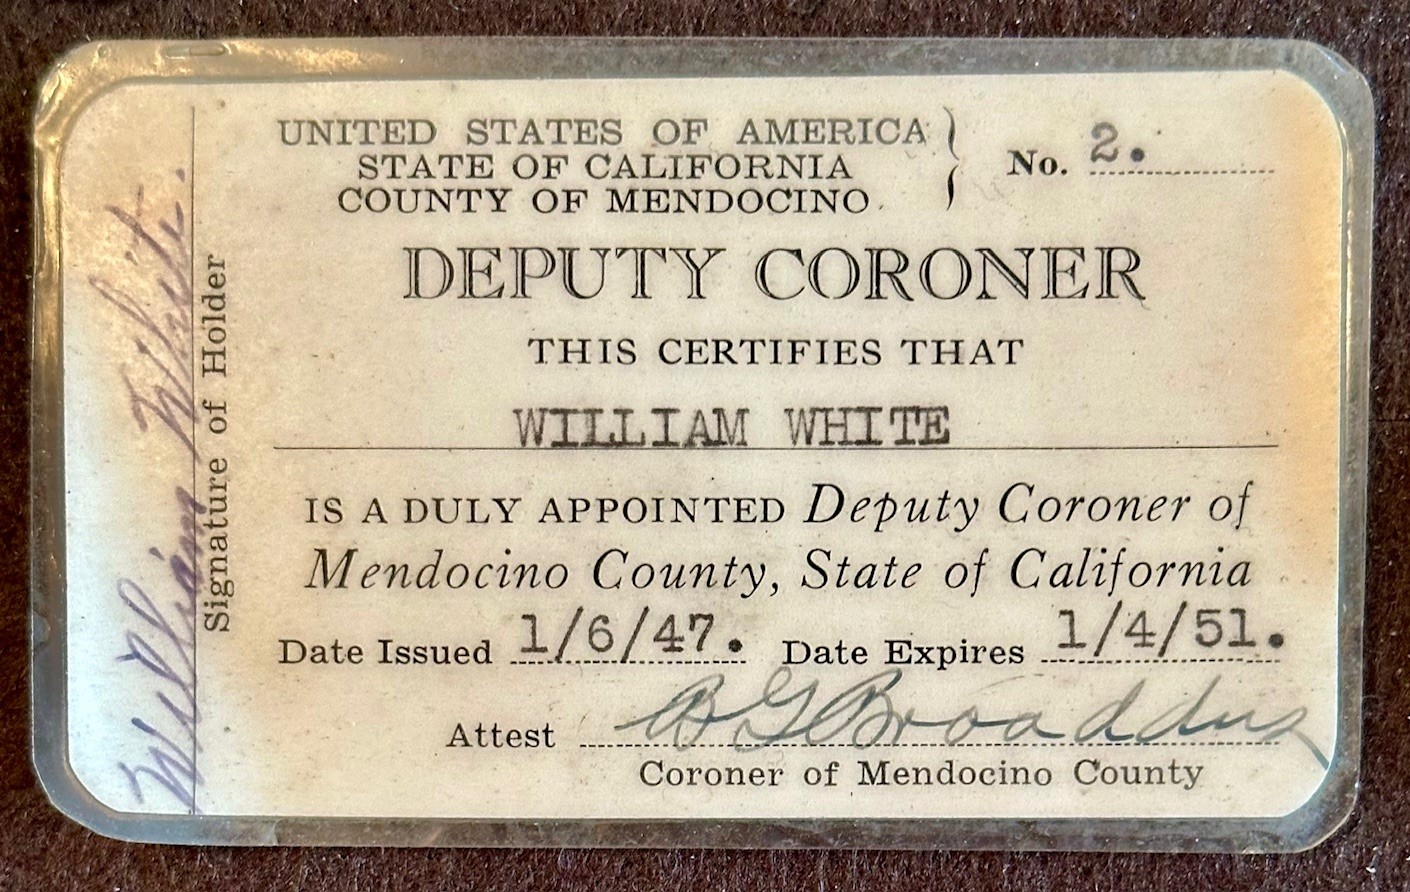 UNITED STATES OF AMERICA
STATE OF CALIFORNIA
COUNTY OF MENDOCINO
No. 2.
DEPUTY CORONER
THIS CERTIFIES THAT
WILLIAM WHITE
IS A DULY APPOINTED Deputy Coroner of
Mendocino County, State of California
Date Issued 1/6/47. Date Expires 1/4/51.
Attest B G Broaddus
Coroner of Mendocino County
William White.
Signature of Holder